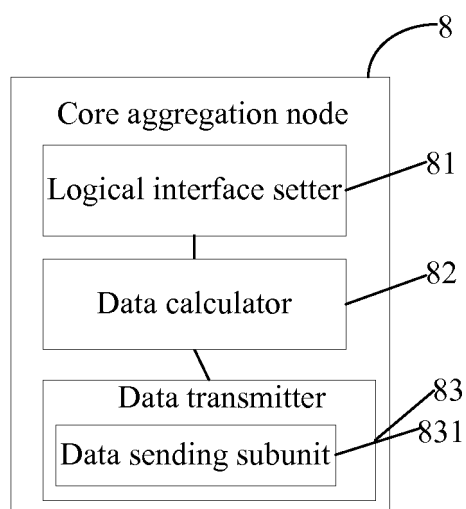 8
Core aggregation node
Logical interface setter
81
Data calculator
82
Data transmitter
83
Data sending subunit
831